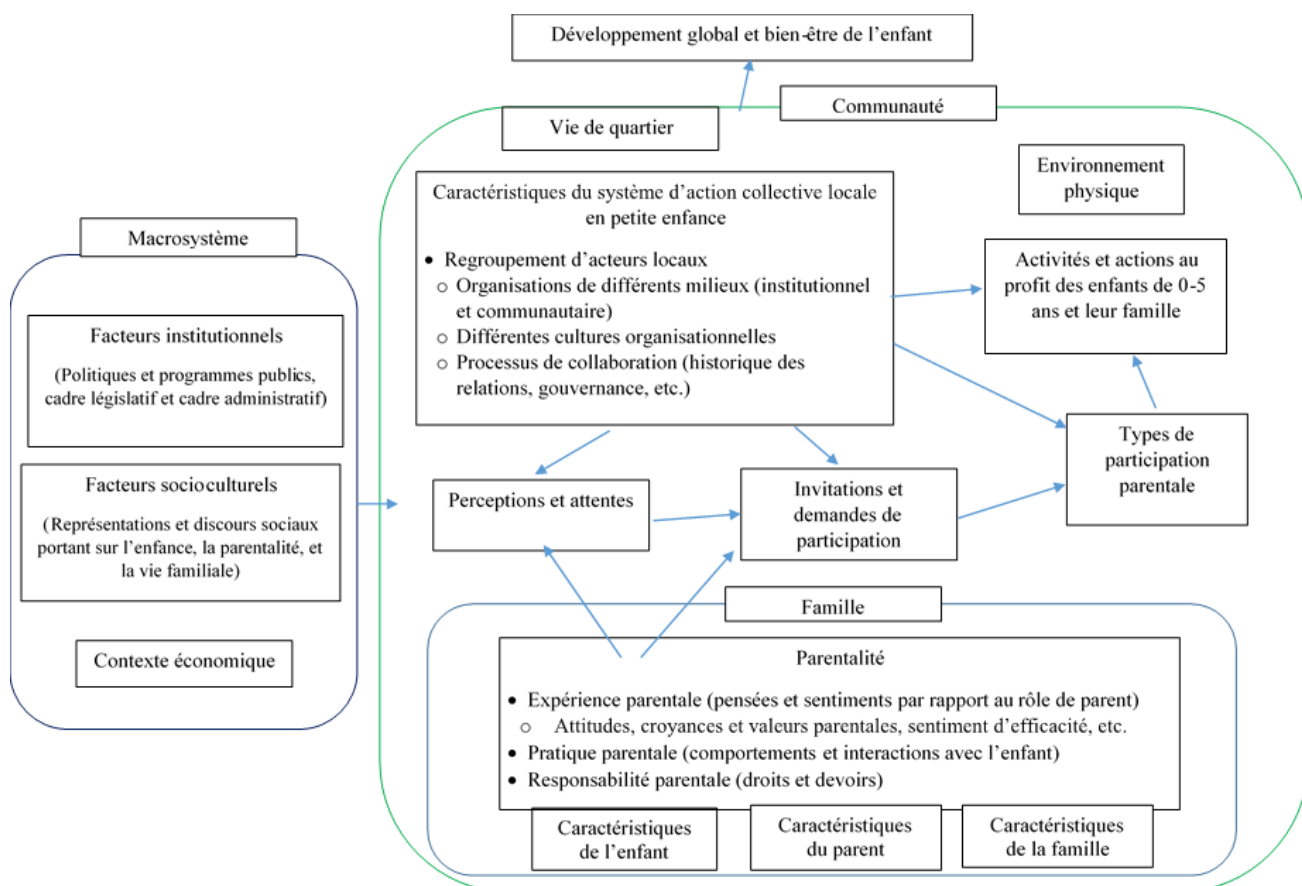 Développement global et bien-être de l'enfant
Communauté
Vie de quartier
Environnement
physique
Caractéristiques du système d'action collective locale
en petite enfance
• Regroupement d'acteurs locaux
o Organisations de différents milieux (institutionnel
et communautaire)
o Différentes cultures organisationnelles
o Processus de collaboration (historique des
relations, gouvernance, etc.)
Macrosystème
Facteurs institutionnels
(Politiques et programmes publics,
cadre législatif et cadre administratif)
Facteurs socioculturels
(Représentations et discours sociaux
portant sur l'enfance, la parentalité, et
la vie familiale)
Contexte économique
Activités et actions au
profit des enfants de 0-5
ans et leur famille
Types de
participation
parentale
Perceptions et attentes
Invitations et
demandes de
participation
Famille
Parentalité
• Expérience parentale (pensées et sentiments par rapport au rôle de parent)
o Attitudes, croyances et valeurs parentales, sentiment d'efficacité, etc.
• Pratique parentale (comportements et interactions avec l'enfant)
• Responsabilité parentale (droits et devoirs)
Caractéristiques
de l'enfant
Caractéristiques
du parent
Caractéristiques
de la famille